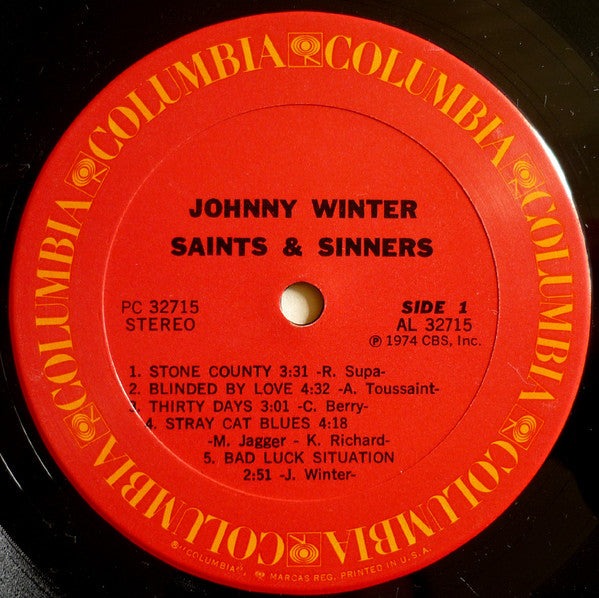 COLUMBIA COLUMBIA COLUMBIA COLUMBIA COLUMBIA COLUMBIA
JOHNNY WINTER
SAINTS & SINNERS
PC 32715
STEREO
SIDE 1
AL 32715
℗ 1974 CBS, Inc.
1. STONE COUNTY 3:31 -R. Supa-
2. BLINDED BY LOVE 4:32 -A. Toussaint-
3. THIRTY DAYS 3:01 -C. Berry-
4. STRAY CAT BLUES 4:18
-M. Jagger - K. Richard-
5. BAD LUCK SITUATION
2:51 -J. Winter-
® "COLUMBIA", MARCAS REG. PRINTED IN U.S.A.